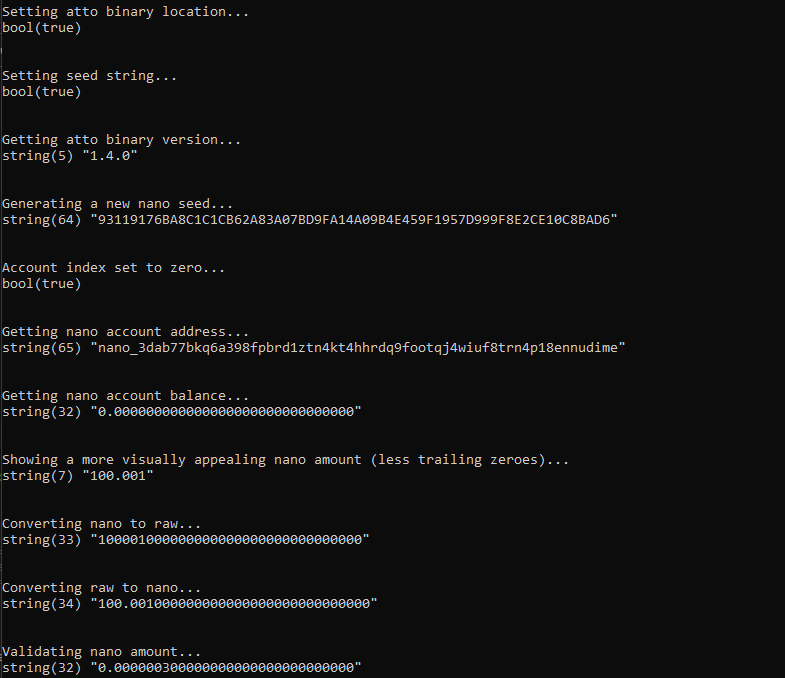 Setting atto binary location...
bool(true)
Setting seed string...
bool(true)
Getting atto binary version...
string(5) "1.4.0"
Generating a new nano seed...
string(64) "93119176BA8C1C1CB62A83A07BD9FA14A09B4E459F1957D999F8E2CE10C8BAD6"
Account index set to zero...
bool(true)
Getting nano account address...
string(65) "nano_3dab77bkq6a398fpbrd1ztn4kt4hhrdq9footqj4wiuf8trn4p18ennudime"
Getting nano account balance...
string(32) "0.000000000000000000000000000000"
Showing a more visually appealing nano amount (less trailing zeroes)...
string(7) "100.001"
Converting nano to raw...
string(33) "100001000000000000000000000000000"
Converting raw to nano...
string(34) "100.001000000000000000000000000000"
Validating nano amount...
string(32) "0.000000300000000000000000000000"